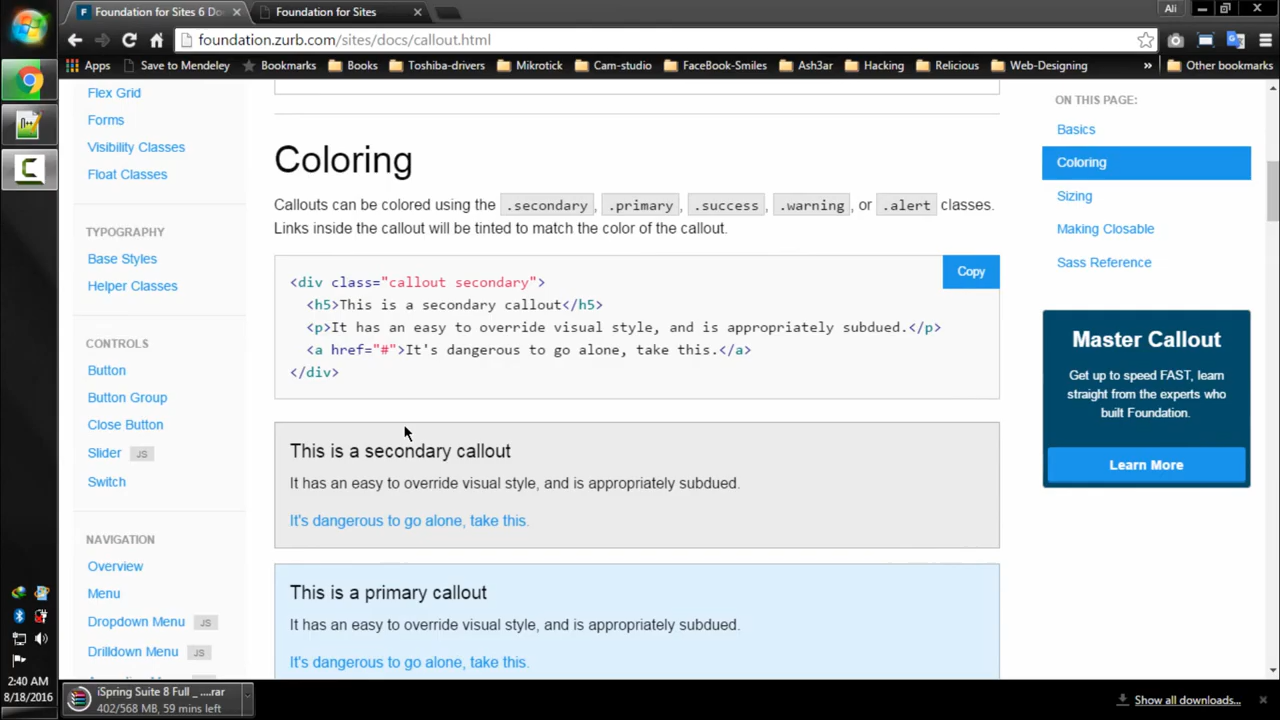 Foundation for Sites 6 Do
Foundation for Sites
Ali
foundation.zurb.com/sites/docs/callout.html
Apps
Save to Mendeley
Bookmarks
Books
Toshiba-drivers
Mikrotick
Cam-studio
FaceBook-Smiles
Ash3ar
Hacking
Relicious
Web-Designing
»
Other bookmarks
Flex Grid
Forms
Visibility Classes
Float Classes
TYPOGRAPHY
Base Styles
Helper Classes
CONTROLS
Button
Button Group
Close Button
Slider JS
Switch
NAVIGATION
Overview
Menu
Dropdown Menu JS
Drilldown Menu JS
Coloring
Callouts can be colored using the .secondary, .primary, .success, .warning, or .alert classes.
Links inside the callout will be tinted to match the color of the callout.
Copy
<div class="callout secondary">
<h5>This is a secondary callout</h5>
<p>It has an easy to override visual style, and is appropriately subdued.</p>
<a href="#">It's dangerous to go alone, take this.</a>
</div>
This is a secondary callout
It has an easy to override visual style, and is appropriately subdued.
It's dangerous to go alone, take this.
This is a primary callout
It has an easy to override visual style, and is appropriately subdued.
It's dangerous to go alone, take this.
ON THIS PAGE:
Basics
Coloring
Sizing
Making Closable
Sass Reference
Master Callout
Get up to speed FAST, learn
straight from the experts who
built Foundation.
Learn More
2:40 AM
8/18/2016
iSpring Suite 8 Full _ ....rar
402/568 MB, 59 mins left
Show all downloads...